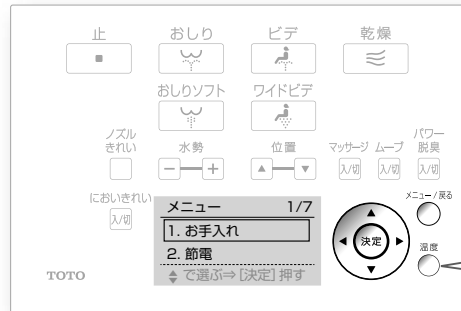 止
おしり
ビデ
乾燥
おしりソフト
ワイドビデ
ノズル
きれい
水勢
位置
マッサージ
ムーブ
パワー
脱臭
入/切
入/切
入/切
においきれい
入/切
メニュー 1/7
1. お手入れ
2. 節電
で選ぶ⇒[決定]押す
決定
メニュー/戻る
温度
TOTO